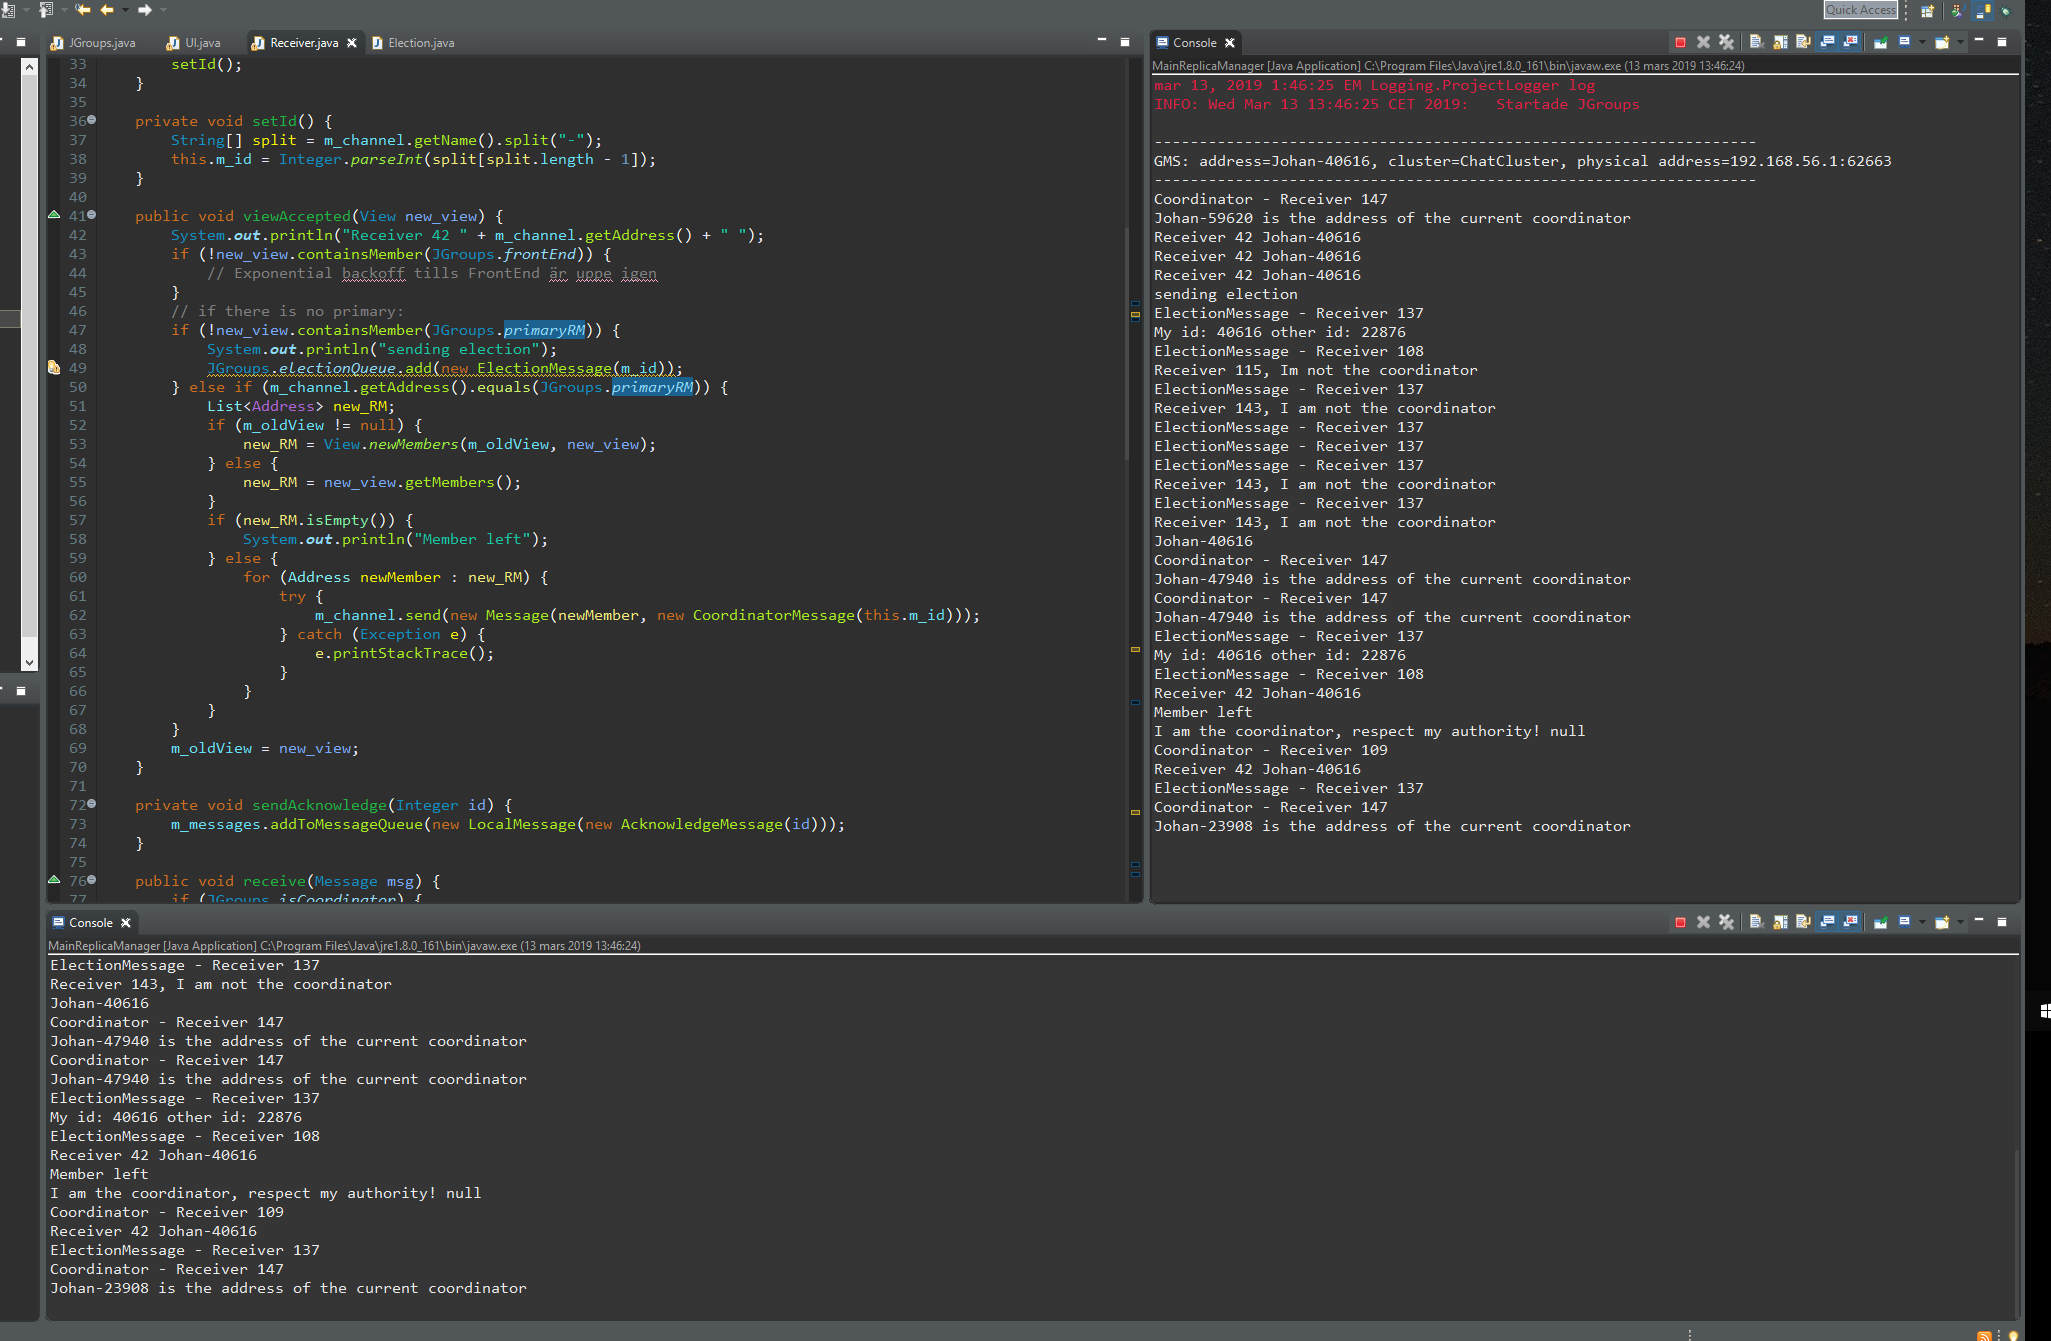 Quick Access
JGroups.java
UI.java
Receiver.java
Election.java
33 setId();
34 }
35
36 private void setId() {
37 String[] split = m_channel.getName().split("-");
38 this.m_id = Integer.parseInt(split[split.length - 1]);
39 }
40
41 public void viewAccepted(View new_view) {
42 System.out.println("Receiver 42 " + m_channel.getAddress() + " ");
43 if (!new_view.containsMember(JGroups.frontEnd)) {
44 // Exponential backoff tills FrontEnd är uppe igen
45 }
46 // if there is no primary:
47 if (!new_view.containsMember(JGroups.primaryRM)) {
48 System.out.println("sending election");
49 JGroups.electionQueue.add(new ElectionMessage(m_id));
50 } else if (m_channel.getAddress().equals(JGroups.primaryRM)) {
51 List<Address> new_RM;
52 if (m_oldView != null) {
53 new_RM = View.newMembers(m_oldView, new_view);
54 } else {
55 new_RM = new_view.getMembers();
56 }
57 if (new_RM.isEmpty()) {
58 System.out.println("Member left");
59 } else {
60 for (Address newMember : new_RM) {
61 try {
62 m_channel.send(new Message(newMember, new CoordinatorMessage(this.m_id)));
63 } catch (Exception e) {
64 e.printStackTrace();
65 }
66 }
67 }
68 }
69 m_oldView = new_view;
70 }
71
72 private void sendAcknowledge(Integer id) {
73 m_messages.addToMessageQueue(new LocalMessage(new AcknowledgeMessage(id)));
74 }
75
76 public void receive(Message msg) {
77 if (JGroups.isCoordinator) {
Console
MainReplicaManager [Java Application] C:\Program Files\Java\jre1.8.0_161\bin\javaw.exe (13 mars 2019 13:46:24)
mar 13, 2019 1:46:25 EM Logging.ProjectLogger log
INFO: Wed Mar 13 13:46:25 CET 2019: Startade JGroups
-------------------------------------------------------------------
GMS: address=Johan-40616, cluster=ChatCluster, physical address=192.168.56.1:62663
-------------------------------------------------------------------
Coordinator - Receiver 147
Johan-59620 is the address of the current coordinator
Receiver 42 Johan-40616
Receiver 42 Johan-40616
Receiver 42 Johan-40616
sending election
ElectionMessage - Receiver 137
My id: 40616 other id: 22876
ElectionMessage - Receiver 108
Receiver 115, Im not the coordinator
ElectionMessage - Receiver 137
Receiver 143, I am not the coordinator
ElectionMessage - Receiver 137
ElectionMessage - Receiver 137
ElectionMessage - Receiver 137
Receiver 143, I am not the coordinator
ElectionMessage - Receiver 137
Receiver 143, I am not the coordinator
Johan-40616
Coordinator - Receiver 147
Johan-47940 is the address of the current coordinator
Coordinator - Receiver 147
Johan-47940 is the address of the current coordinator
ElectionMessage - Receiver 137
My id: 40616 other id: 22876
ElectionMessage - Receiver 108
Receiver 42 Johan-40616
Member left
I am the coordinator, respect my authority! null
Coordinator - Receiver 109
Receiver 42 Johan-40616
ElectionMessage - Receiver 137
Coordinator - Receiver 147
Johan-23908 is the address of the current coordinator
Console
MainReplicaManager [Java Application] C:\Program Files\Java\jre1.8.0_161\bin\javaw.exe (13 mars 2019 13:46:24)
ElectionMessage - Receiver 137
Receiver 143, I am not the coordinator
Johan-40616
Coordinator - Receiver 147
Johan-47940 is the address of the current coordinator
Coordinator - Receiver 147
Johan-47940 is the address of the current coordinator
ElectionMessage - Receiver 137
My id: 40616 other id: 22876
ElectionMessage - Receiver 108
Receiver 42 Johan-40616
Member left
I am the coordinator, respect my authority! null
Coordinator - Receiver 109
Receiver 42 Johan-40616
ElectionMessage - Receiver 137
Coordinator - Receiver 147
Johan-23908 is the address of the current coordinator